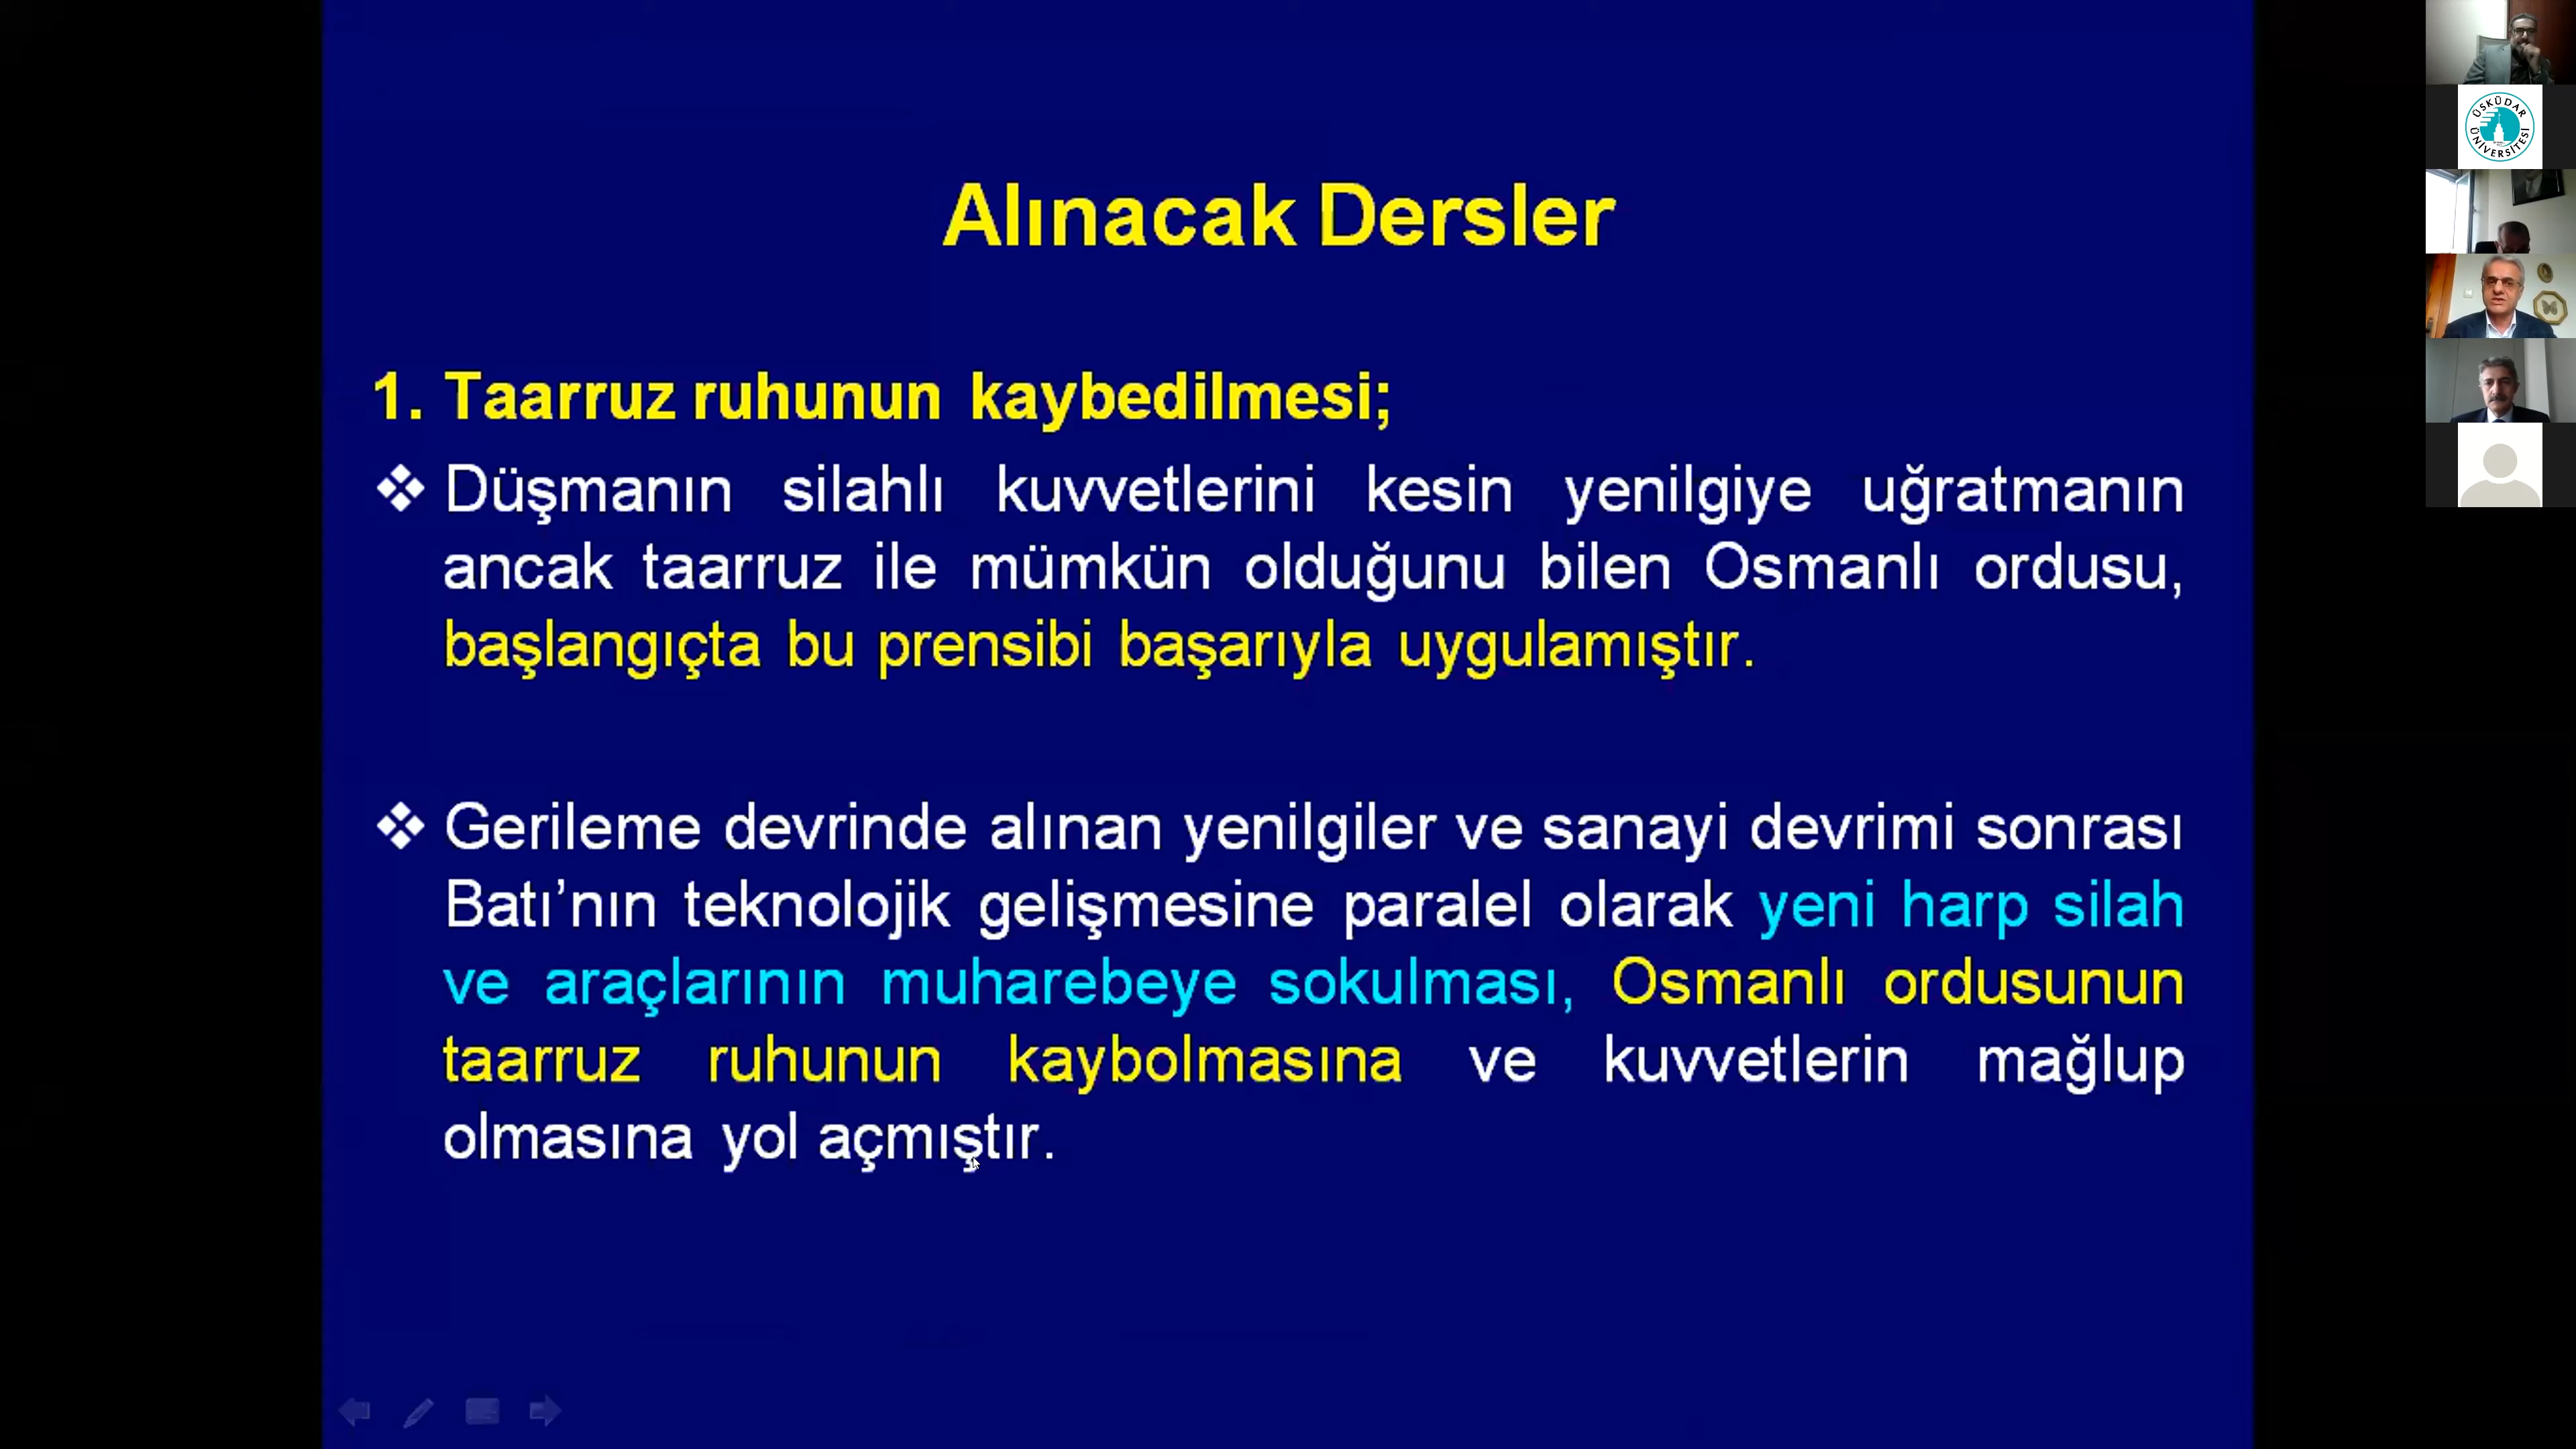 Alınacak Dersler
1. Taarruz ruhunun kaybedilmesi;
❖ Düşmanın silahlı kuvvetlerini kesin yenilgiye uğratmanın
ancak taarruz ile mümkün olduğunu bilen Osmanlı ordusu,
başlangıçta bu prensibi başarıyla uygulamıştır.
❖ Gerileme devrinde alınan yenilgiler ve sanayi devrimi sonrası
Batı’nın teknolojik gelişmesine paralel olarak yeni harp silah
ve araçlarının muharebeye sokulması, Osmanlı ordusunun
taarruz ruhunun kaybolmasına ve kuvvetlerin mağlup
olmasına yol açmıştır.
ÜSKÜDAR
ÜNİVERSİTESİ